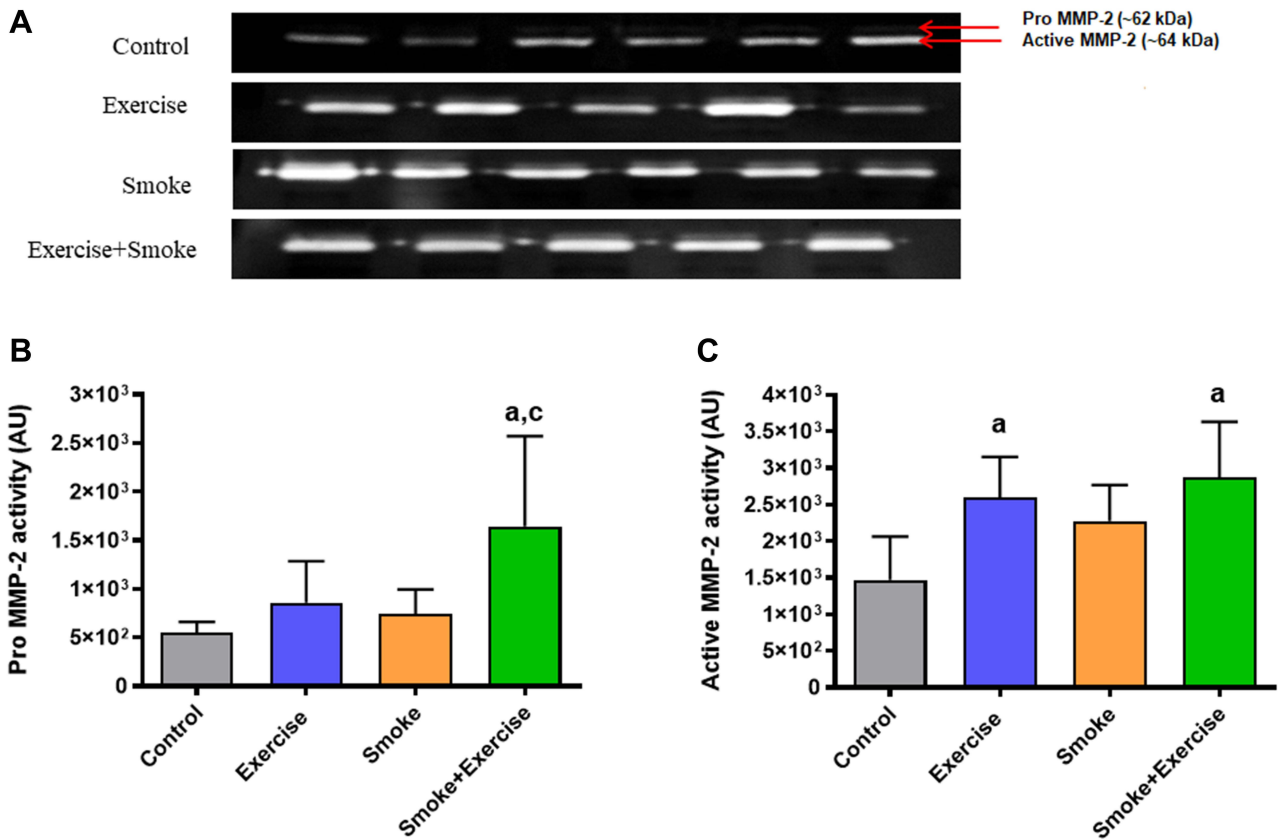 A
Pro MMP-2 (~62 kDa)
Active MMP-2 (~64 kDa)
Control
Exercise
Smoke
Exercise+Smoke
B
Pro MMP-2 activity (AU)
3×10³
2.5×10³
2×10³
1.5×10³
1×10³
5×10²
0
a,c
Control
Exercise
Smoke
Smoke+Exercise
C
Active MMP-2 activity (AU)
4×10³
3.5×10³
3×10³
2.5×10³
2×10³
1.5×10³
1×10³
5×10²
0
a
a
Control
Exercise
Smoke
Smoke+Exercise